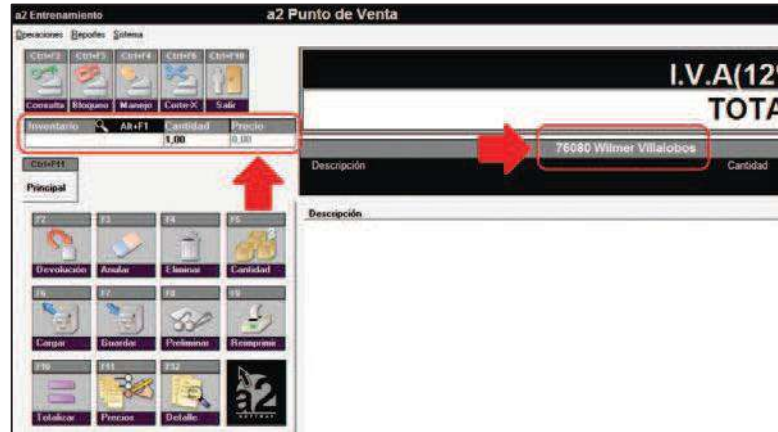 a2 Entrenamiento
a2 Punto de Venta
Operaciones Reportes Sistema
Ctrl+F2 Ctrl+F3 Ctrl+F4 Ctrl+F6 Ctrl+F10
Consulta Bloqueo Manejo Corte-X Salir
Inventario Alt+F1 Cantidad Precio
1,00 0,00
Ctrl+F11
Principal
I.V.A(12
TOTA
76080 Wilmer Villalobos
Descripción Cantidad
Descripción
F2 F3 F4 F5
Devolución Anular Eliminar Cantidad
F6 F7 F8 F9
Cargar Guardar Preliminar Reimprimir
F10 F11 F12
Totalizar Precios Detalle
a2